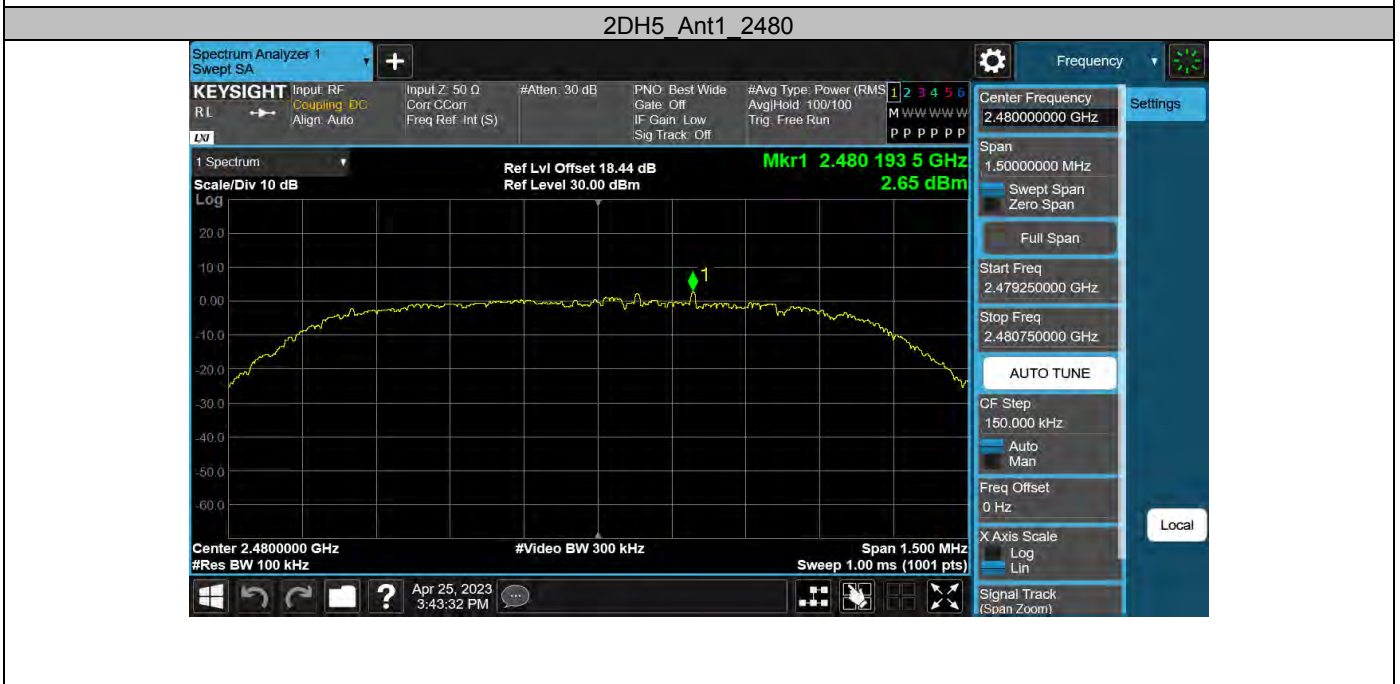 2DH5_Ant1_2480
Spectrum Analyzer 1
Swept SA
Frequency
KEYSIGHT
RL
LXI
Input: RF
Coupling: DC
Align: Auto
Input Z: 50 Ω
Corr CCorr
Freq Ref: Int (S)
#Atten: 30 dB
PNO: Best Wide
Gate: Off
IF Gain: Low
Sig Track: Off
#Avg Type: Power (RMS
Avg|Hold: 100/100
Trig: Free Run
1 2 3 4 5 6
M W W W W W
P P P P P P
Center Frequency
2.480000000 GHz
Settings
1 Spectrum
Scale/Div 10 dB
Log
Ref Lvl Offset 18.44 dB
Ref Level 30.00 dBm
Mkr1 2.480 193 5 GHz
2.65 dBm
Span
1.50000000 MHz
Swept Span
Zero Span
Full Span
Start Freq
2.479250000 GHz
Stop Freq
2.480750000 GHz
AUTO TUNE
CF Step
150.000 kHz
Auto
Man
Freq Offset
0 Hz
X Axis Scale
Log
Lin
Signal Track
(Span Zoom)
Local
20.0
10.0
0.00
-10.0
-20.0
-30.0
-40.0
-50.0
-60.0
1
Center 2.4800000 GHz
#Res BW 100 kHz
#Video BW 300 kHz
Span 1.500 MHz
Sweep 1.00 ms (1001 pts)
?
Apr 25, 2023
3:43:32 PM